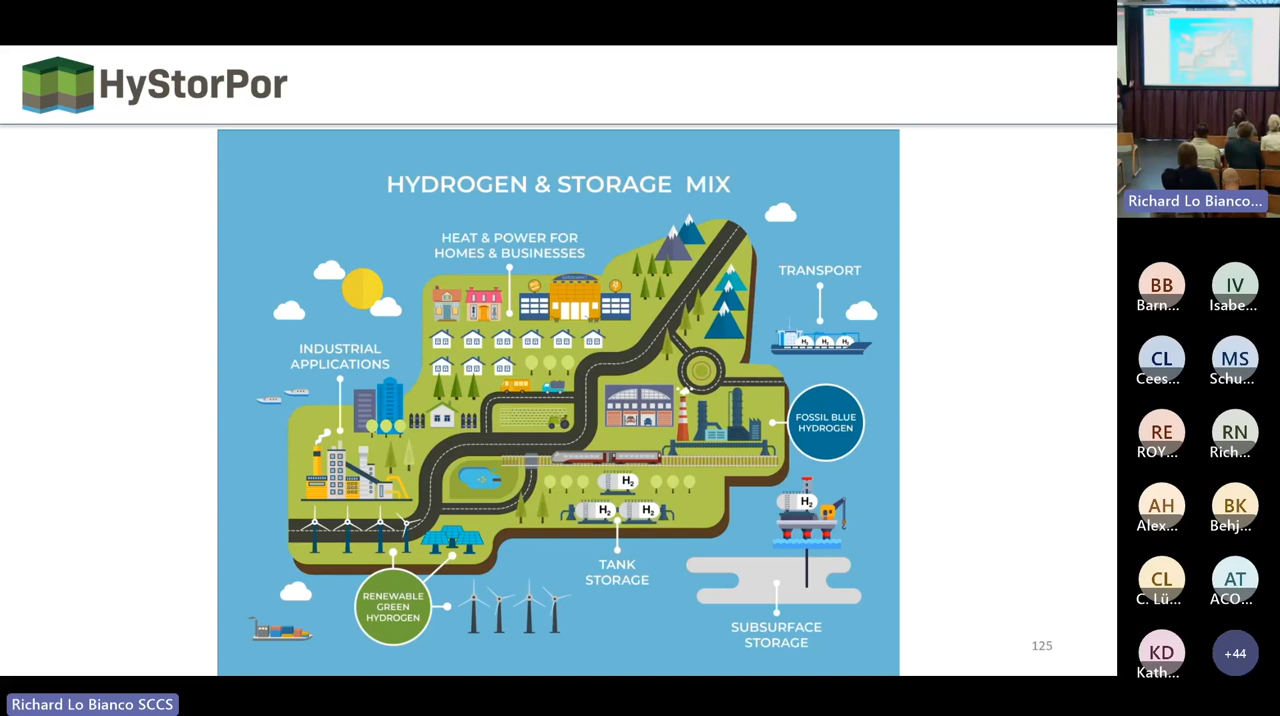 HyStorPor
HYDROGEN & STORAGE MIX
HEAT & POWER FOR
HOMES & BUSINESSES
TRANSPORT
INDUSTRIAL
APPLICATIONS
FOSSIL BLUE
HYDROGEN
H₂
H₂
H₂
H₂
H₂
H₂
H₂
TANK
STORAGE
RENEWABLE
GREEN
HYDROGEN
SUBSURFACE
STORAGE
125
Richard Lo Bianco SCCS
Richard Lo Bianco...
BB
Barn...
IV
Isabe...
CL
Cees...
MS
Schu...
RE
ROY...
RN
Rich...
AH
Alex...
BK
Behj...
CL
C. Lü...
AT
ACO...
KD
Kath...
+44